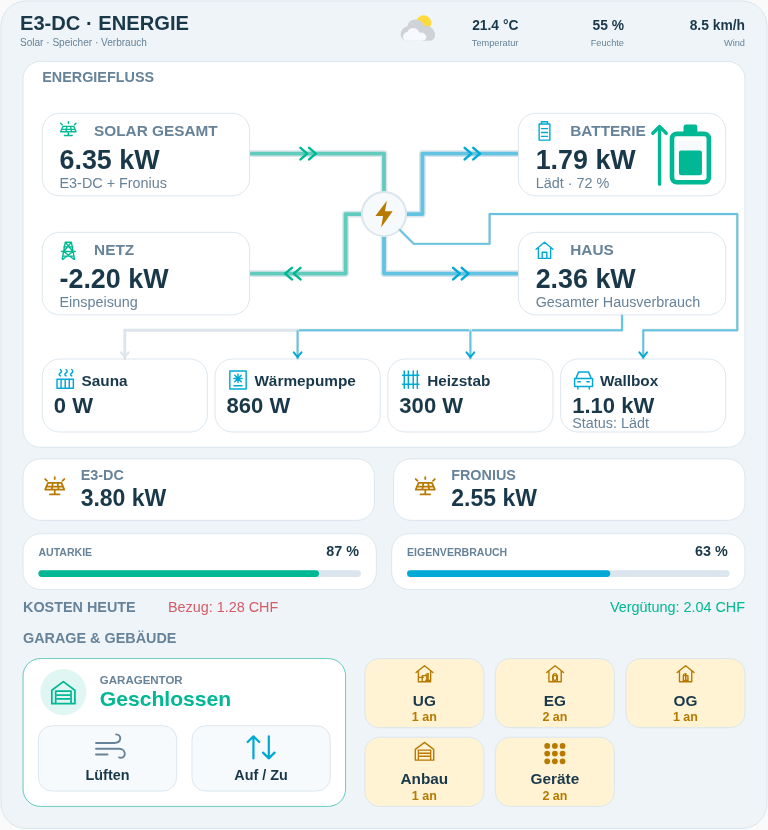 E3-DC · ENERGIE
Solar · Speicher · Verbrauch
21.4 °C
Temperatur
55 %
Feuchte
8.5 km/h
Wind
ENERGIEFLUSS
SOLAR GESAMT
6.35 kW
E3-DC + Fronius
BATTERIE
1.79 kW
Lädt · 72 %
NETZ
-2.20 kW
Einspeisung
HAUS
2.36 kW
Gesamter Hausverbrauch
Sauna
0 W
Wärmepumpe
860 W
Heizstab
300 W
Wallbox
1.10 kW
Status: Lädt
E3-DC
3.80 kW
FRONIUS
2.55 kW
AUTARKIE
87 %
EIGENVERBRAUCH
63 %
KOSTEN HEUTE
Bezug: 1.28 CHF
Vergütung: 2.04 CHF
GARAGE & GEBÄUDE
GARAGENTOR
Geschlossen
Lüften
Auf / Zu
UG
1 an
EG
2 an
OG
1 an
Anbau
1 an
Geräte
2 an